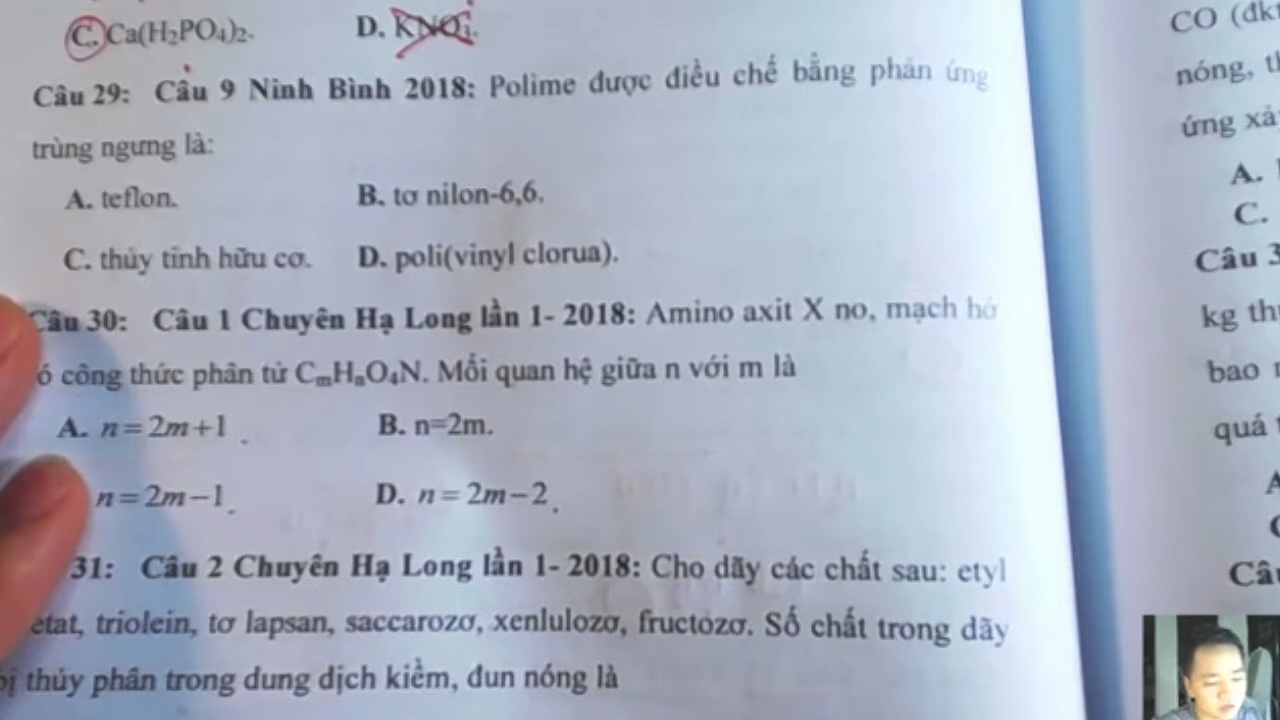 C. Ca(H₂PO₄)₂. D. KNO₃.
Câu 29: Câu 9 Ninh Bình 2018: Polime được điều chế bằng phản ứng
trùng ngưng là:
A. teflon. B. tơ nilon-6,6.
C. thủy tinh hữu cơ. D. poli(vinyl clorua).
Câu 30: Câu 1 Chuyên Hạ Long lần 1- 2018: Amino axit X no, mạch hở
ó công thức phân tử CₘHₙO₄N. Mối quan hệ giữa n với m là
A. n=2m+1. B. n=2m.
n=2m−1. D. n=2m−2.
31: Câu 2 Chuyên Hạ Long lần 1- 2018: Cho dãy các chất sau: etyl
etat, triolein, tơ lapsan, saccarozơ, xenlulozơ, fructozơ. Số chất trong dãy
bị thủy phân trong dung dịch kiềm, đun nóng là
CO (đkt
nóng, t
ứng xả
A.
C.
Câu 3
kg th
bao
quá
A
Câu